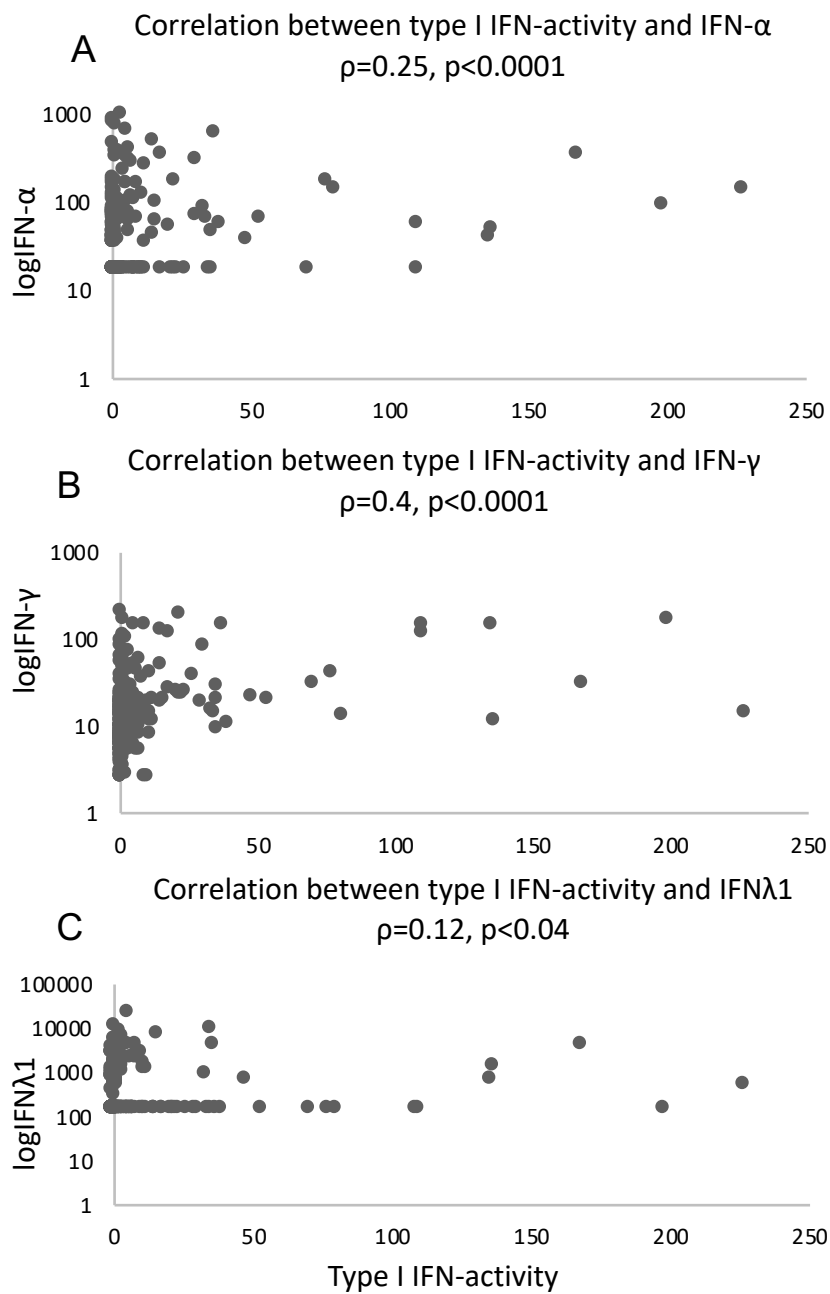 Correlation between type I IFN-activity and IFN-α
A
ρ=0.25, p<0.0001
1000
100
10
1
logIFN-α
0 50 100 150 200 250
Correlation between type I IFN-activity and IFN-γ
B
ρ=0.4, p<0.0001
1000
100
10
1
logIFN-γ
0 50 100 150 200 250
Correlation between type I IFN-activity and IFNλ1
C
ρ=0.12, p<0.04
100000
10000
1000
100
1
logIFNλ1
0 50 100 150 200 250
Type I IFN-activity